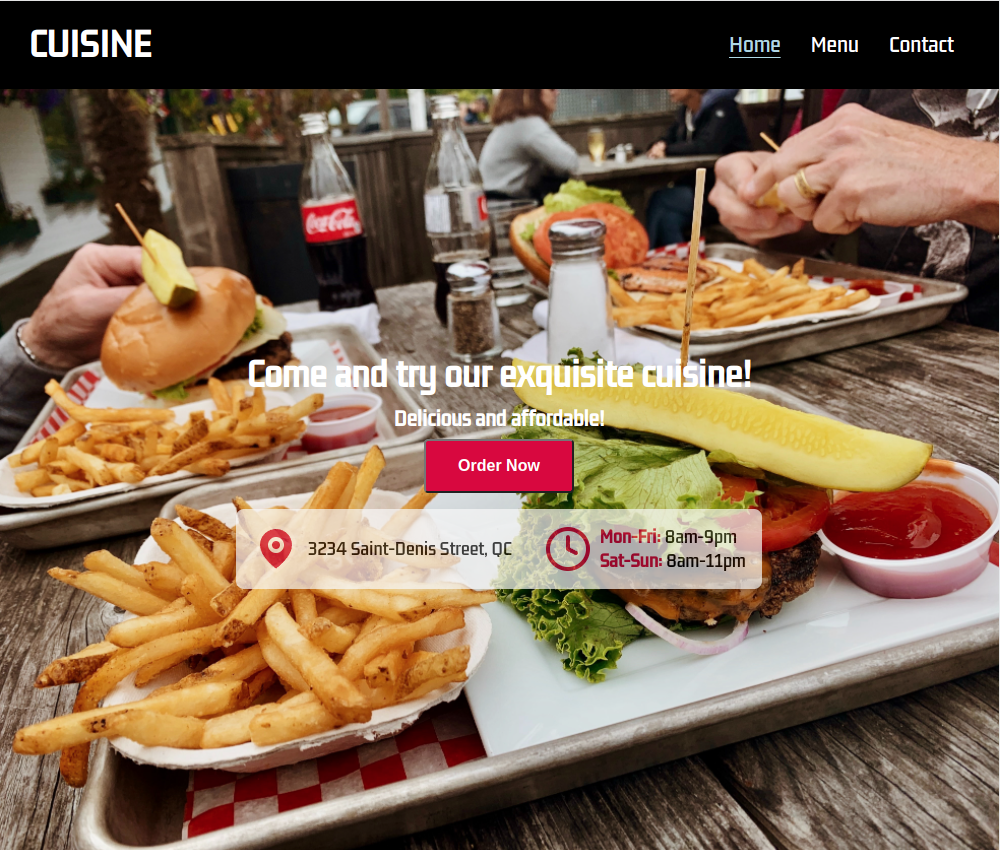 CUISINE
Home Menu Contact
Coca-Cola
Come and try our exquisite cuisine!
Delicious and affordable!
Order Now
3234 Saint-Denis Street, QC
Mon-Fri: 8am-9pm
Sat-Sun: 8am-11pm